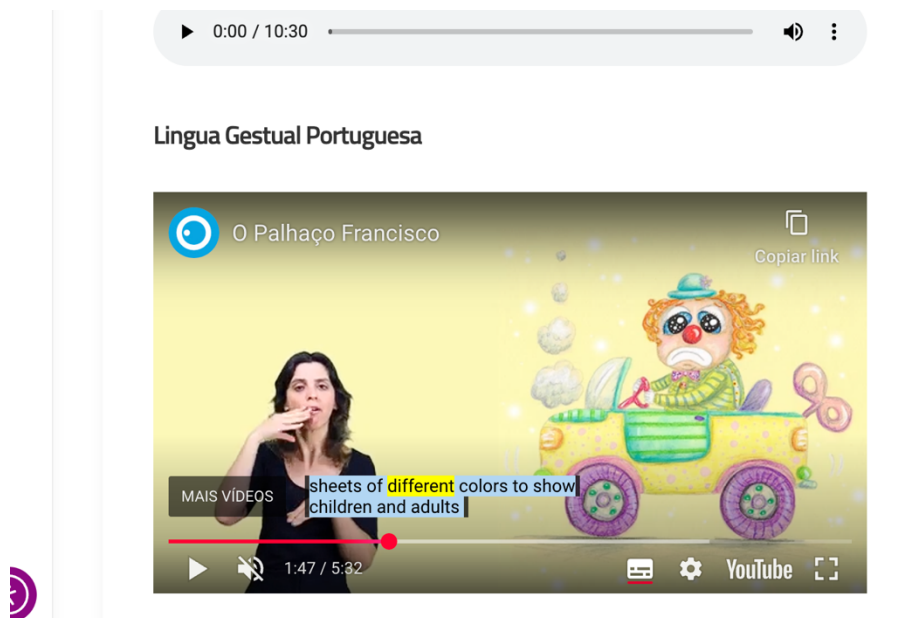 0:00 / 10:30
Lingua Gestual Portuguesa
O Palhaço Francisco
Copiar link
MAIS VÍDEOS
sheets of different colors to show
children and adults
1:47 / 5:32
YouTube